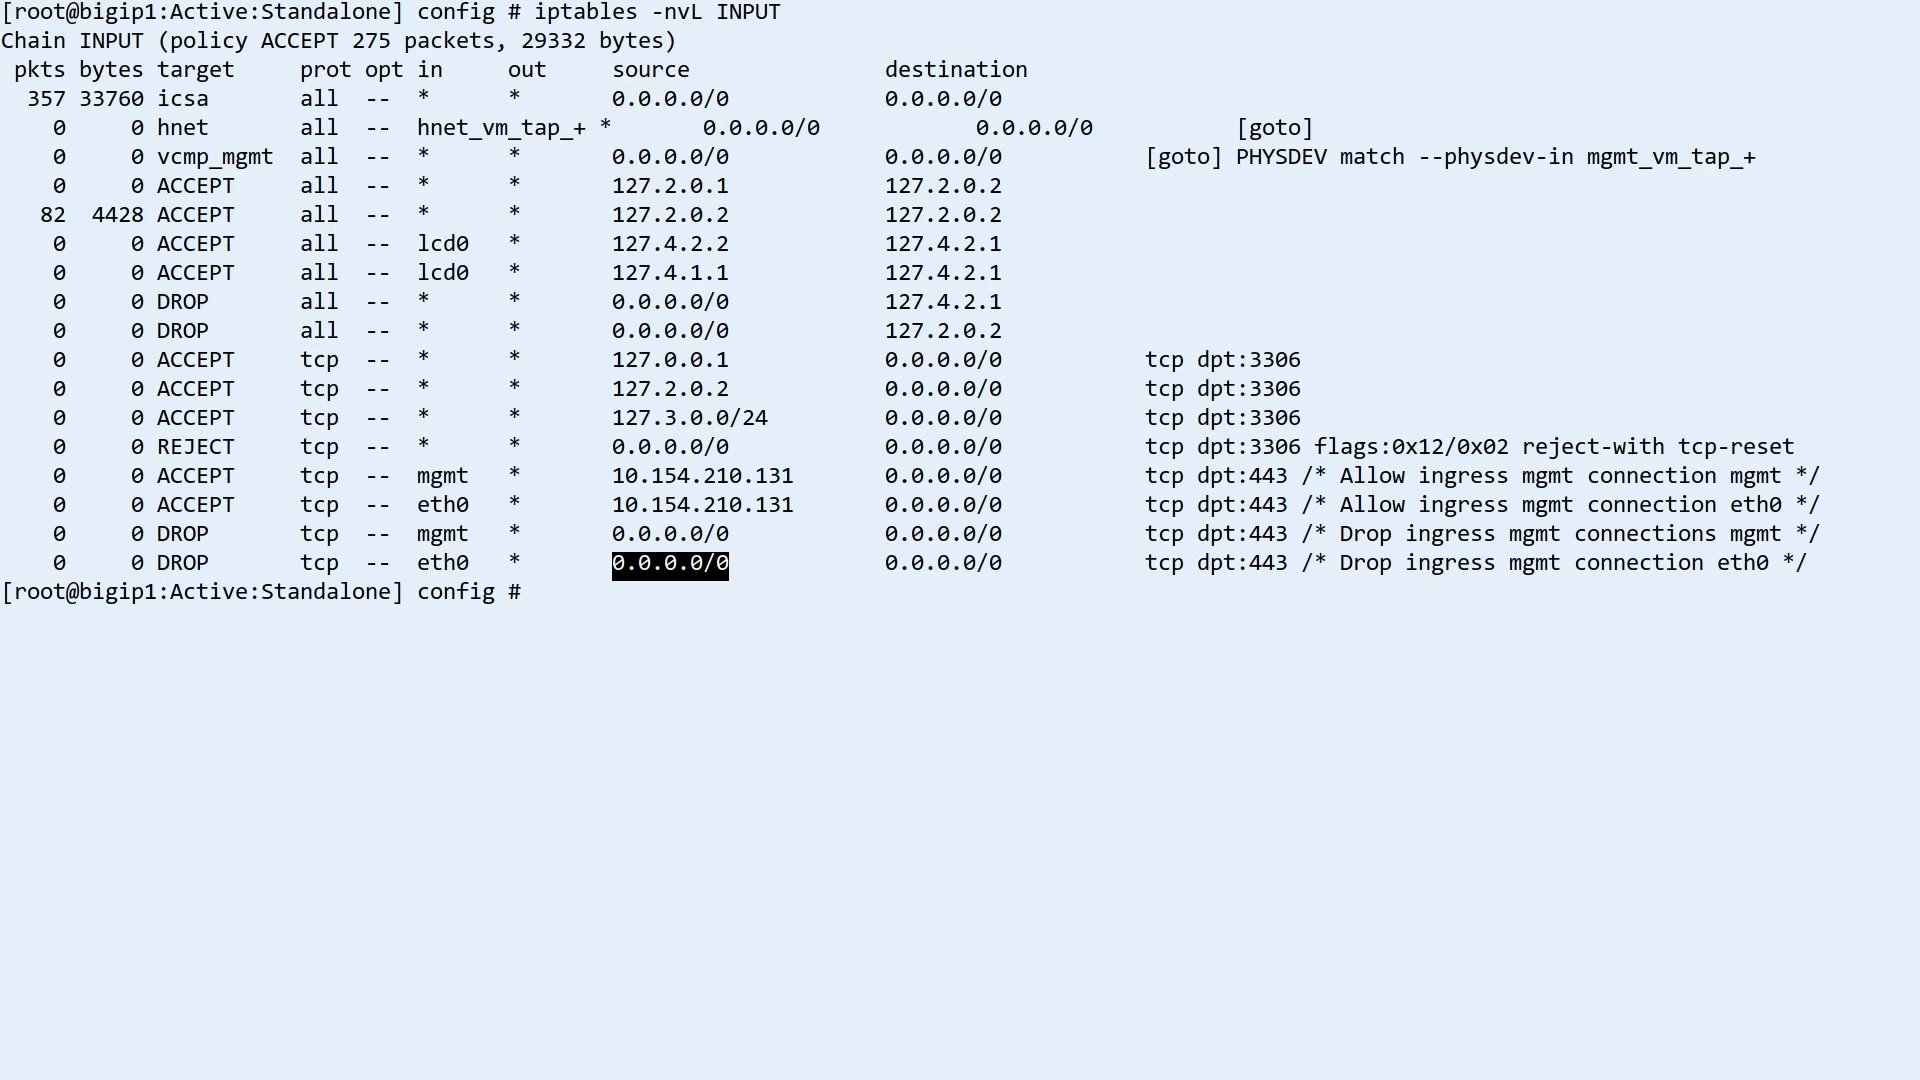 [root@bigip1:Active:Standalone] config # iptables -nvL INPUT
Chain INPUT (policy ACCEPT 275 packets, 29332 bytes)
 pkts bytes target     prot opt in     out     source               destination
  357 33760 icsa       all  --  *      *       0.0.0.0/0            0.0.0.0/0
    0     0 hnet       all  --  hnet_vm_tap_+ *       0.0.0.0/0            0.0.0.0/0           [goto]
    0     0 vcmp_mgmt  all  --  *      *       0.0.0.0/0            0.0.0.0/0           [goto] PHYSDEV match --physdev-in mgmt_vm_tap_+
    0     0 ACCEPT     all  --  *      *       127.2.0.1            127.2.0.2
   82  4428 ACCEPT     all  --  *      *       127.2.0.2            127.2.0.2
    0     0 ACCEPT     all  --  lcd0   *       127.4.2.2            127.4.2.1
    0     0 ACCEPT     all  --  lcd0   *       127.4.1.1            127.4.2.1
    0     0 DROP       all  --  *      *       0.0.0.0/0            127.4.2.1
    0     0 DROP       all  --  *      *       0.0.0.0/0            127.2.0.2
    0     0 ACCEPT     tcp  --  *      *       127.0.0.1            0.0.0.0/0           tcp dpt:3306
    0     0 ACCEPT     tcp  --  *      *       127.2.0.2            0.0.0.0/0           tcp dpt:3306
    0     0 ACCEPT     tcp  --  *      *       127.3.0.0/24         0.0.0.0/0           tcp dpt:3306
    0     0 REJECT     tcp  --  *      *       0.0.0.0/0            0.0.0.0/0           tcp dpt:3306 flags:0x12/0x02 reject-with tcp-reset
    0     0 ACCEPT     tcp  --  mgmt   *       10.154.210.131       0.0.0.0/0           tcp dpt:443 /* Allow ingress mgmt connection mgmt */
    0     0 ACCEPT     tcp  --  eth0   *       10.154.210.131       0.0.0.0/0           tcp dpt:443 /* Allow ingress mgmt connection eth0 */
    0     0 DROP       tcp  --  mgmt   *       0.0.0.0/0            0.0.0.0/0           tcp dpt:443 /* Drop ingress mgmt connections mgmt */
    0     0 DROP       tcp  --  eth0   *       0.0.0.0/0            0.0.0.0/0           tcp dpt:443 /* Drop ingress mgmt connection eth0 */
[root@bigip1:Active:Standalone] config #